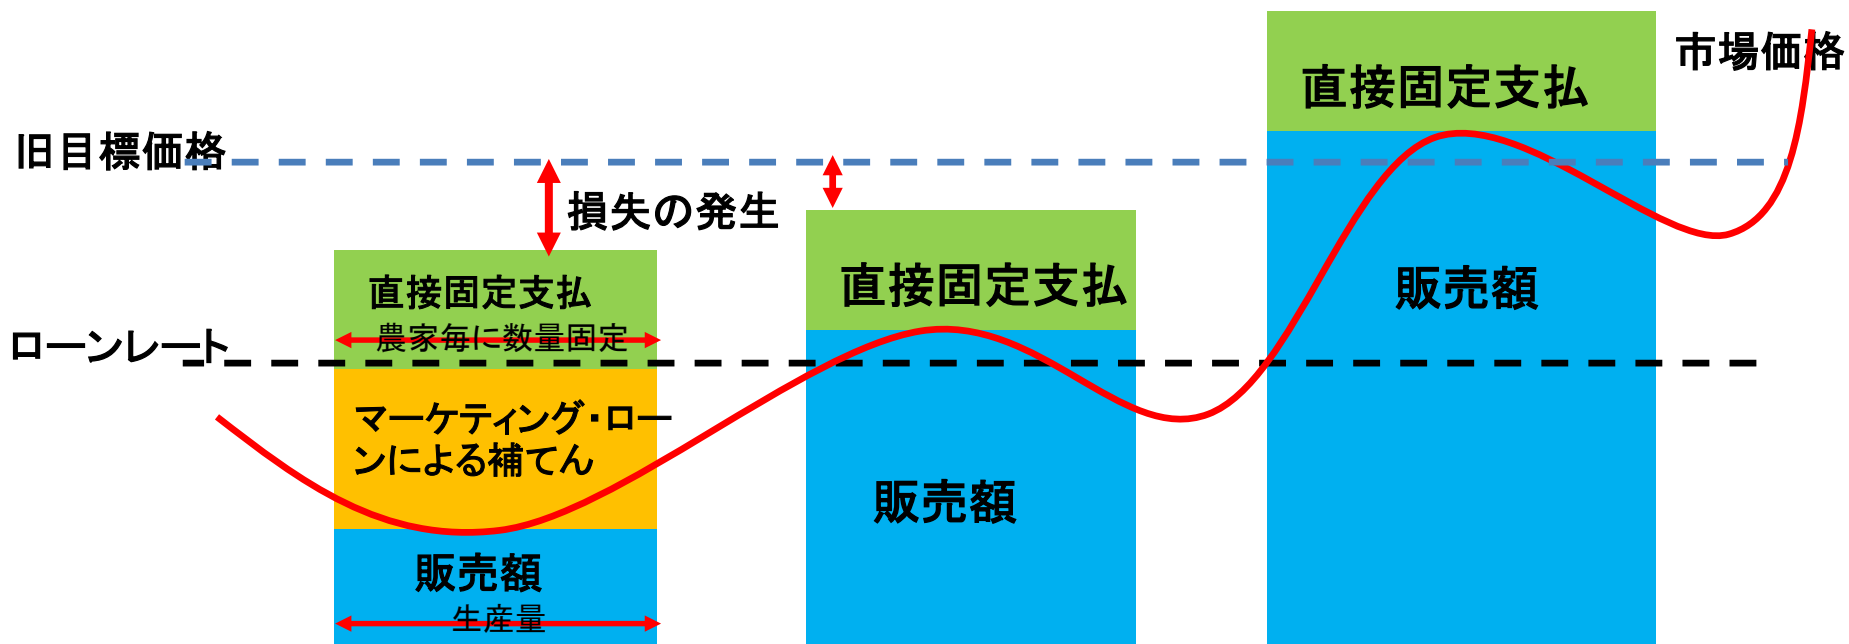 市場価格
直接固定支払
旧目標価格
損失の発生
直接固定支払
直接固定支払
販売額
農家毎に数量固定
ローンレート
マーケティング・ロー
ンによる補てん
販売額
販売額
生産量